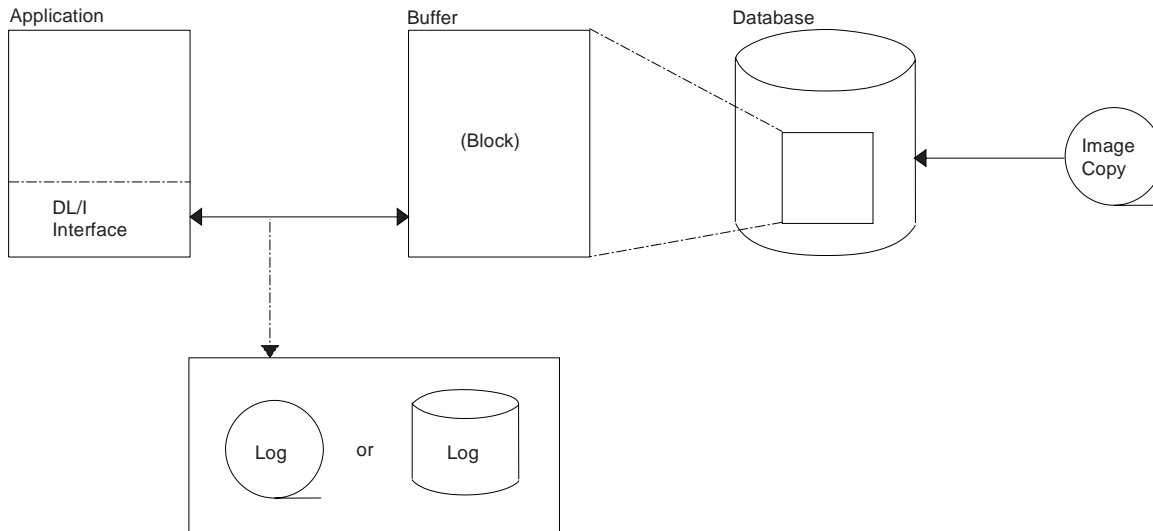 Application
Buffer
Database
(Block)
Image
Copy
DL/I
Interface
Log
or
Log